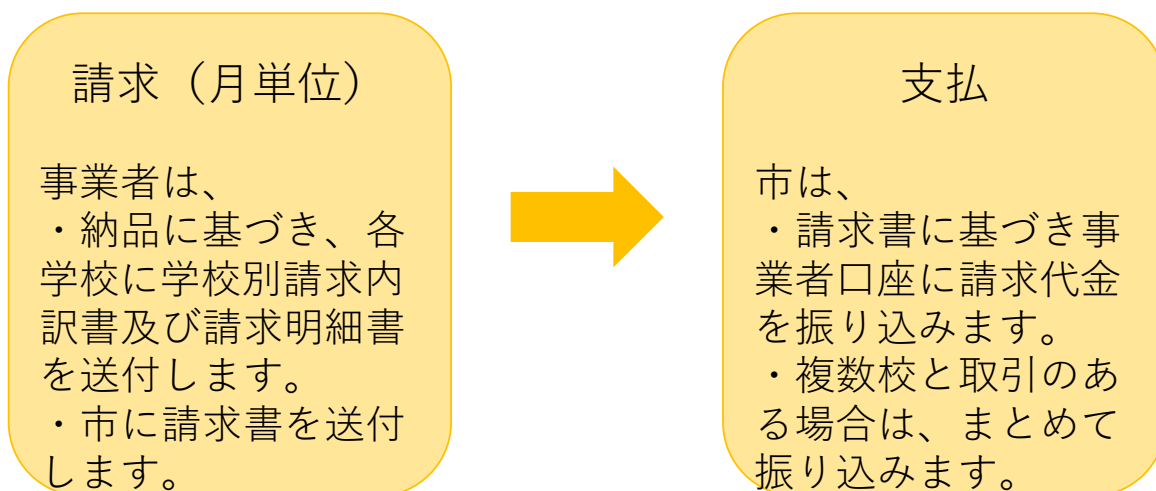 請求（月単位）
事業者は、
・納品に基づき、各
学校に学校別請求内
訳書及び請求明細書
を送付します。
・市に請求書を送付
します。
支払
市は、
・請求書に基づき事
業者口座に請求代金
を振り込みます。
・複数校と取引のあ
る場合は、まとめて
振り込みます。